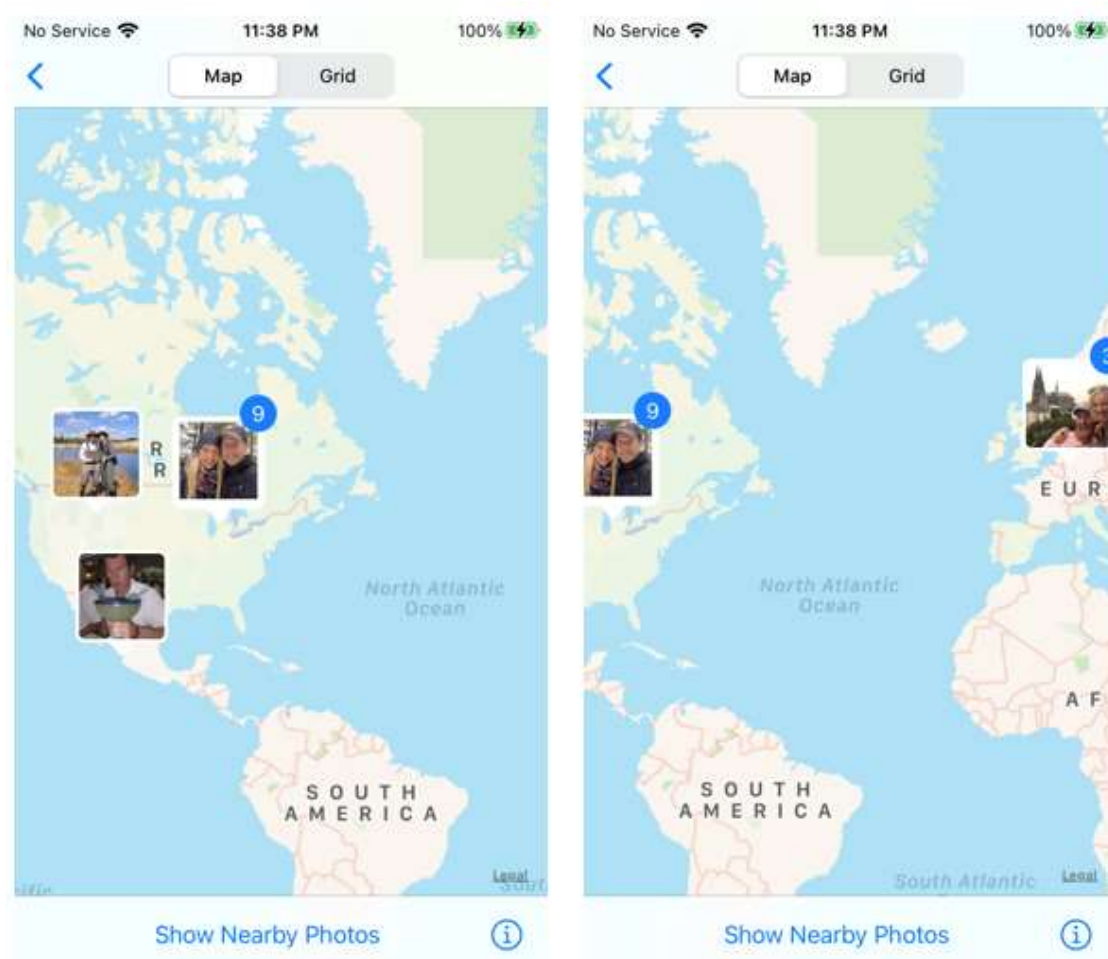 No Service 11:38 PM 100%
Map Grid
9
R
R
North Atlantic
Ocean
SOUTH
AMERICA
Legal
Show Nearby Photos
No Service 11:38 PM 100%
Map Grid
3
9
EUR
North Atlantic
Ocean
AF
SOUTH
AMERICA
South Atlantic
Legal
Show Nearby Photos